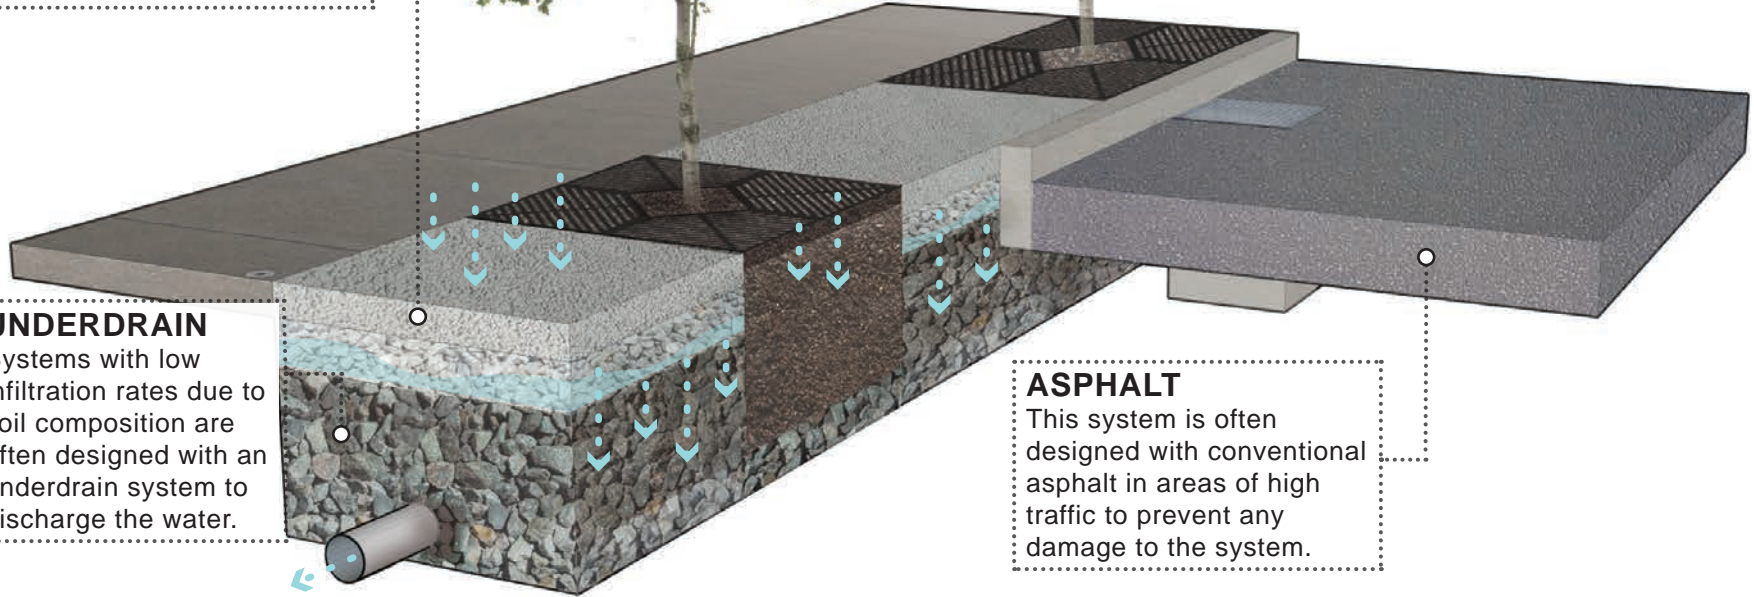 UNDERDRAIN
Systems with low
nfiltration rates due to
oil composition are
ften designed with an
nderdrain system to
ischarge the water.
ASPHALT
This system is often
designed with conventional
asphalt in areas of high
traffic to prevent any
damage to the system.